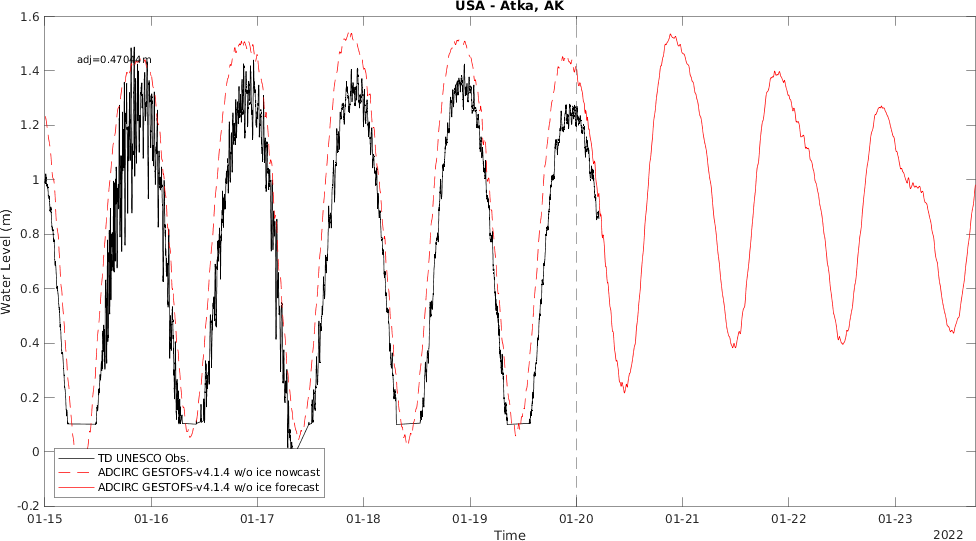 USA - Atka, AK
1.6
adj=0.47044 m
1.4
1.2
1
0.8
Water Level (m)
0.6
0.4
0.2
0
-0.2
TD UNESCO Obs.
ADCIRC GESTOFS-v4.1.4 w/o ice nowcast
ADCIRC GESTOFS-v4.1.4 w/o ice forecast
01-15 01-16 01-17 01-18 01-19 01-20 01-21 01-22 01-23
Time
2022